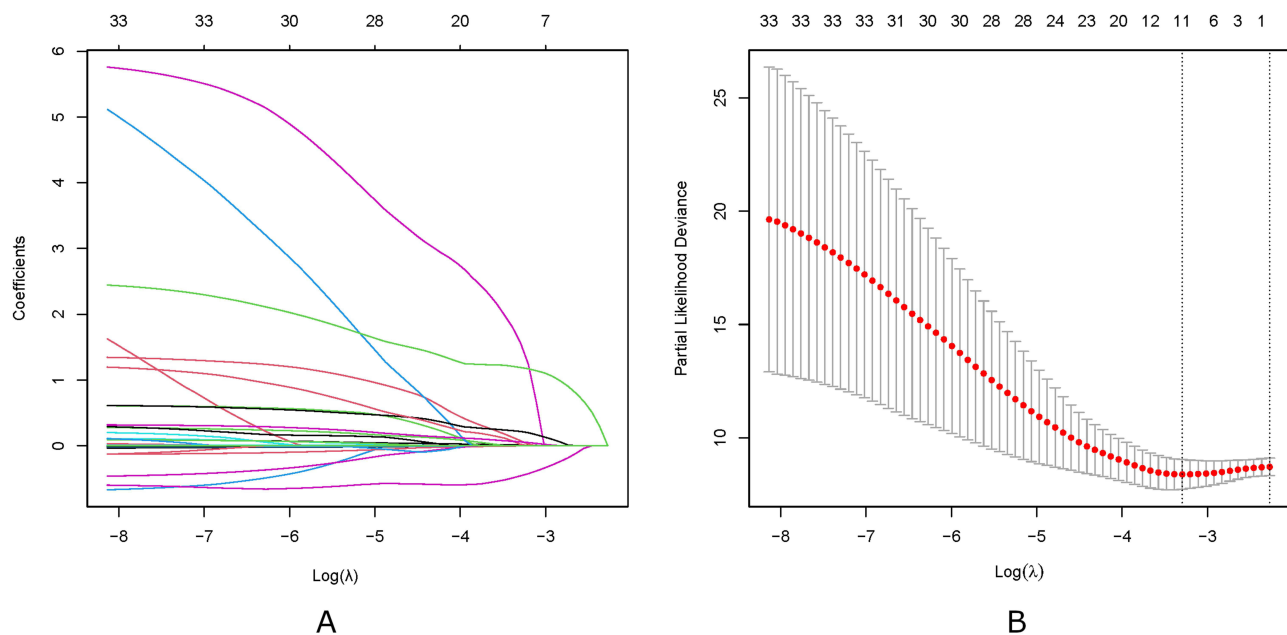 33 33 30 28 20 7
6
5
4
3
2
1
0
Coefficients
−8 −7 −6 −5 −4 −3
Log(λ)
A
33 33 33 33 31 30 30 28 28 24 23 20 12 11 6 3 1
25
20
15
10
Partial Likelihood Deviance
−8 −7 −6 −5 −4 −3
Log(λ)
B